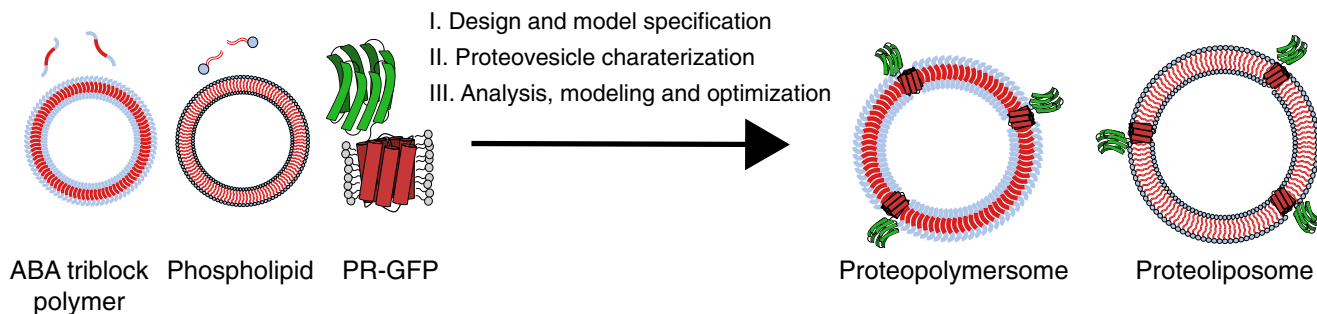 I. Design and model specification
II. Proteovesicle charaterization
III. Analysis, modeling and optimization
ABA triblock
polymer
Phospholipid
PR-GFP
Proteopolymersome
Proteoliposome